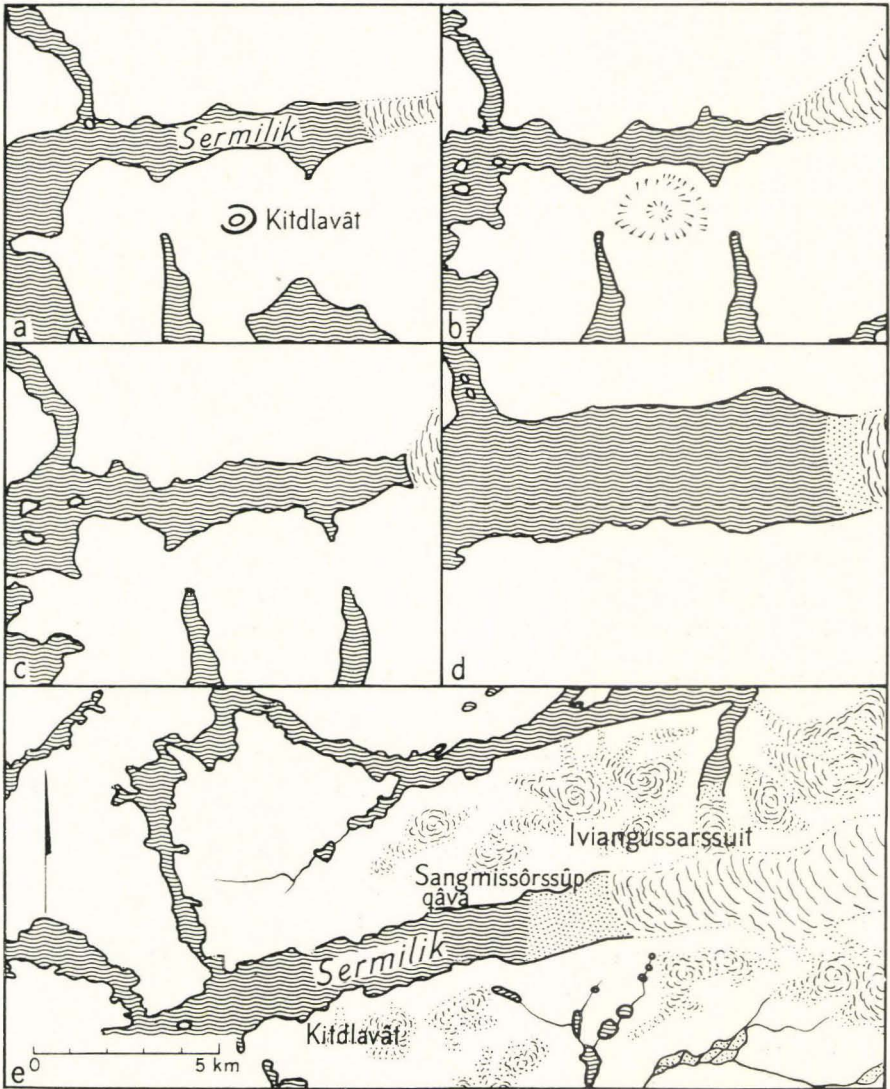 Sermilik
Kitdlavât
a
b
c
d
Iviangussarssuit
Sangmissôrssûp
qâva
Sermilik
Kitdlavât
0 5 km
e